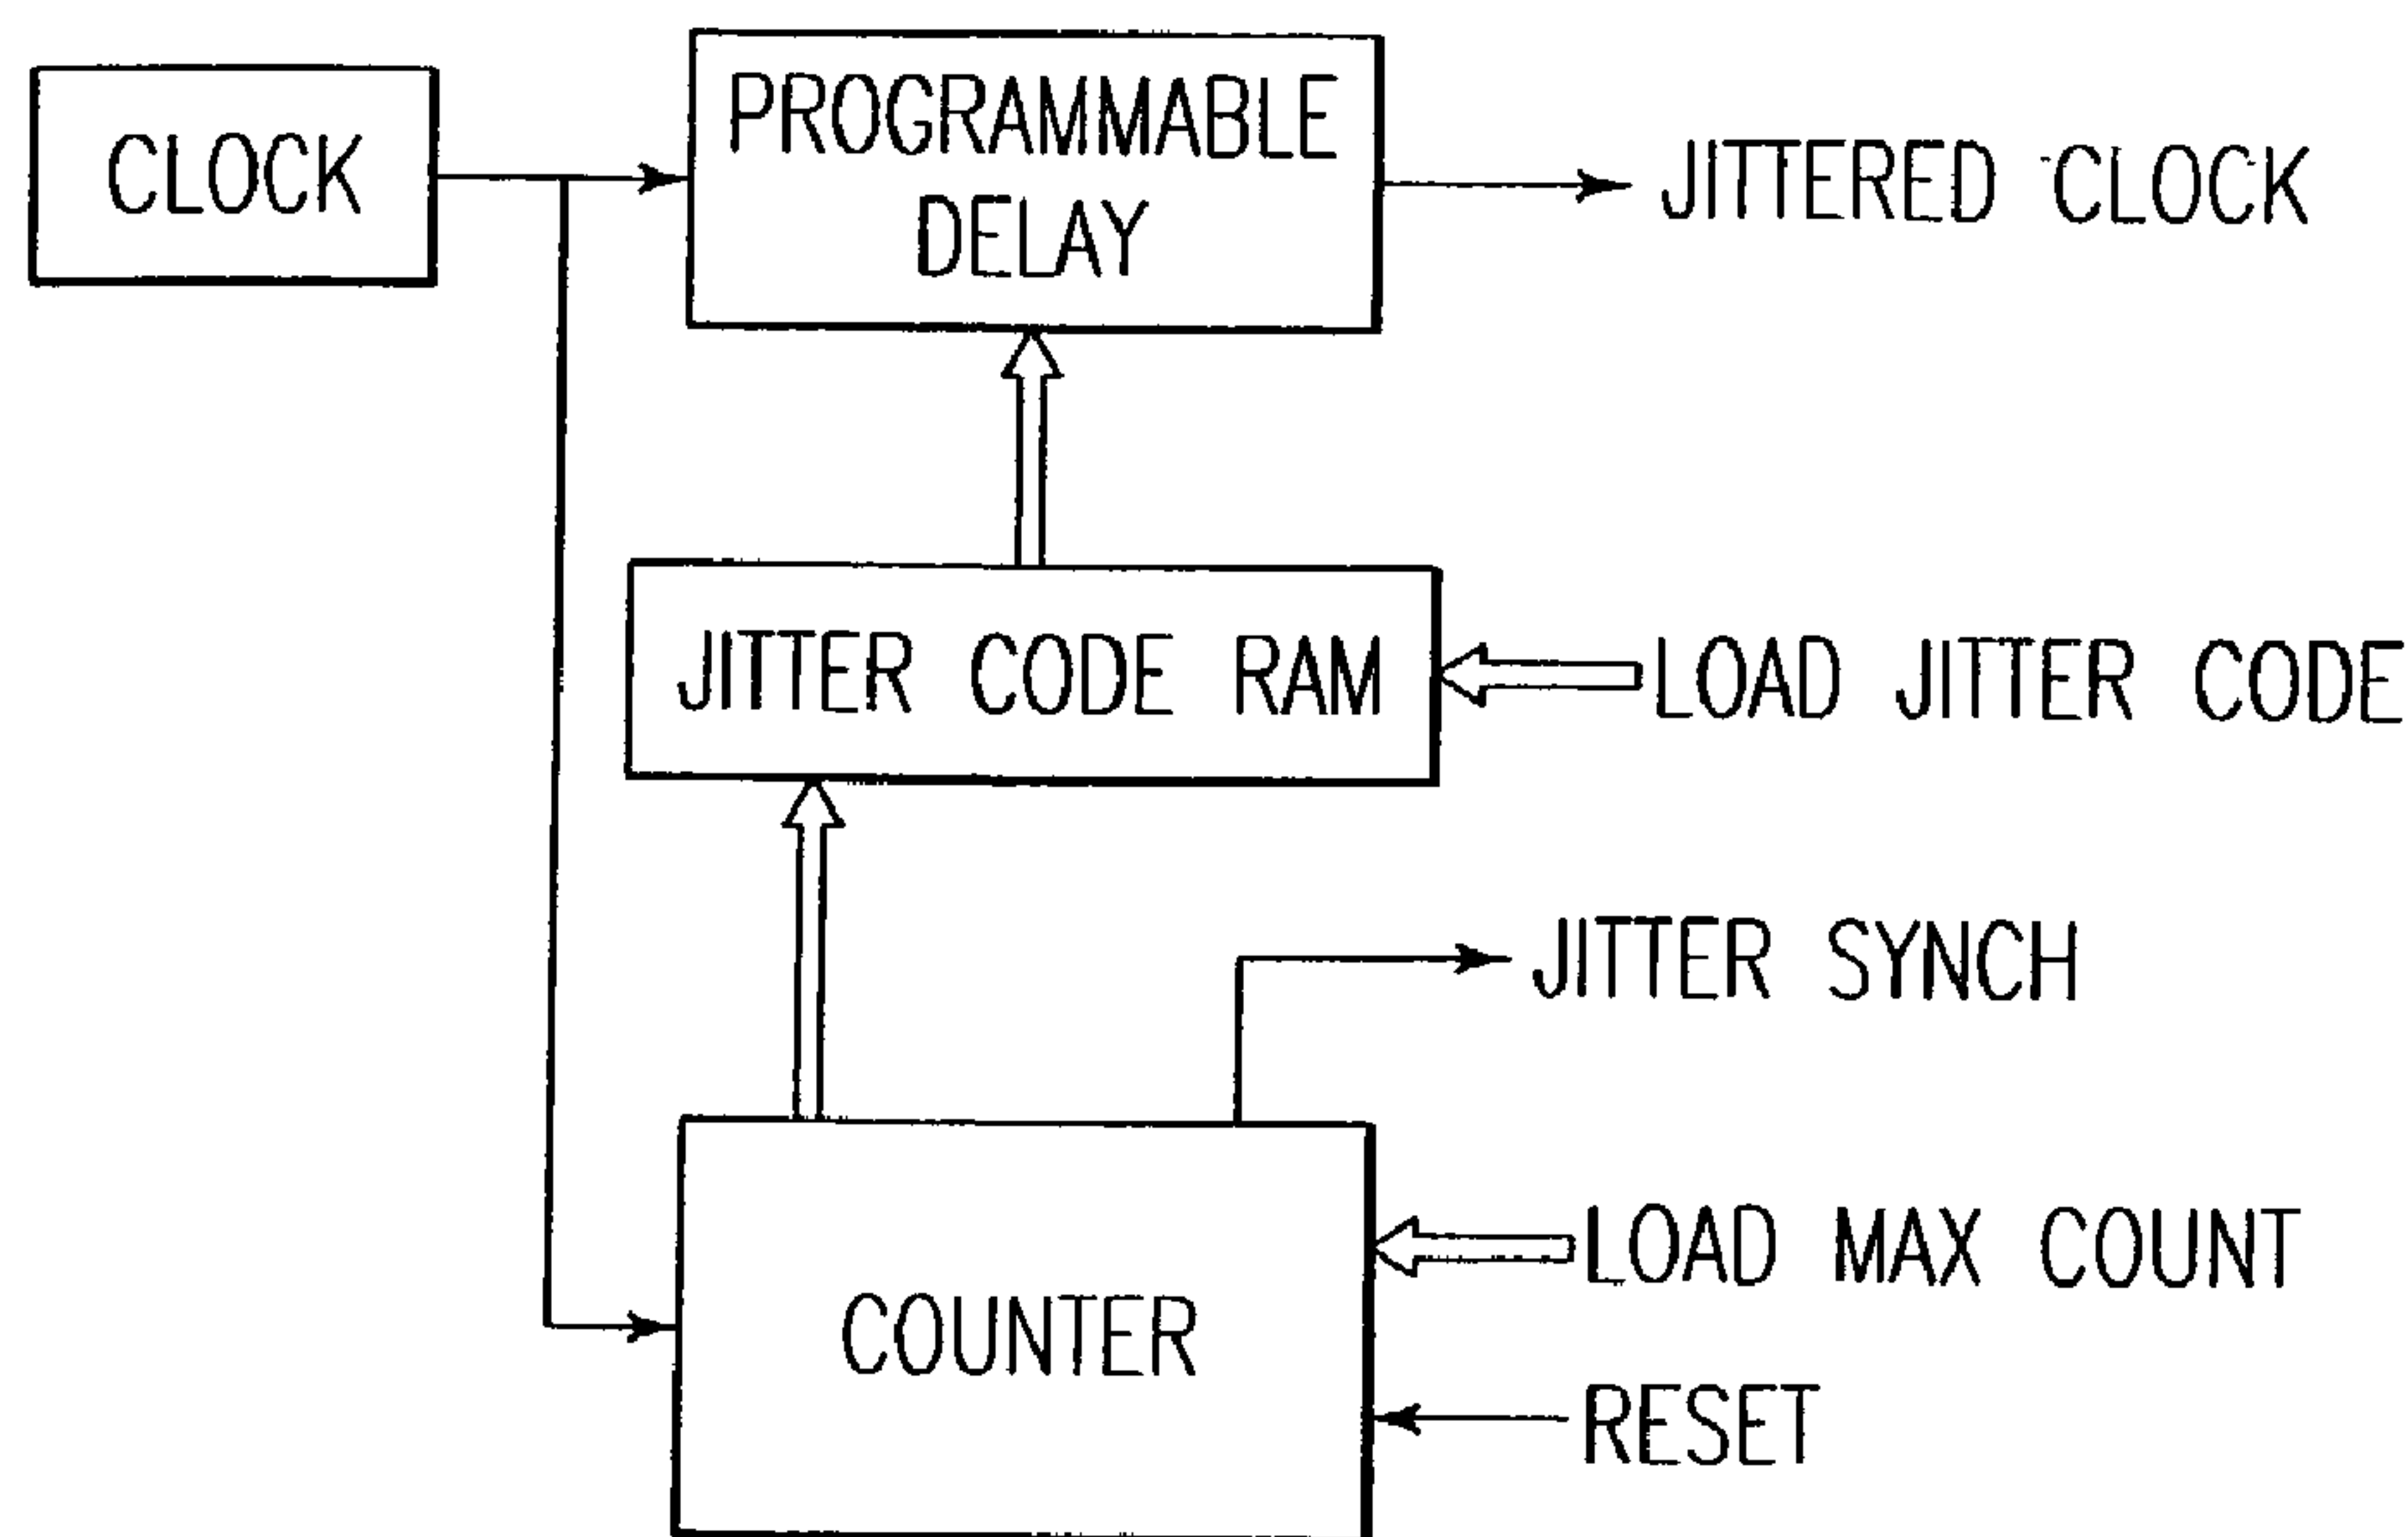 CLOCK
PROGRAMMABLE
DELAY
JITTERED CLOCK
JITTER CODE RAM
LOAD JITTER CODE
JITTER SYNCH
COUNTER
LOAD MAX COUNT
RESET